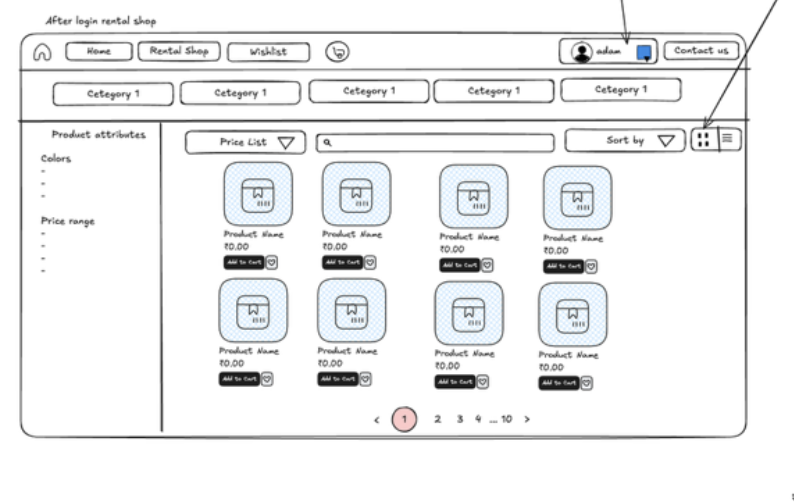 After login rental shop
Home Rental Shop Wishlist adam Contact us
Cetegory 1 Cetegory 1 Cetegory 1 Cetegory 1 Cetegory 1
Product attributes
Price List Sort by
Colors
-
-
-
Price range
-
-
-
-
Product Name Product Name Product Name Product Name
₹0.00 ₹0.00 ₹0.00 ₹0.00
Add to Cart Add to Cart Add to Cart Add to Cart
Product Name Product Name Product Name Product Name
₹0.00 ₹0.00 ₹0.00 ₹0.00
Add to Cart Add to Cart Add to Cart Add to Cart
< 1 2 3 4 ... 10 >